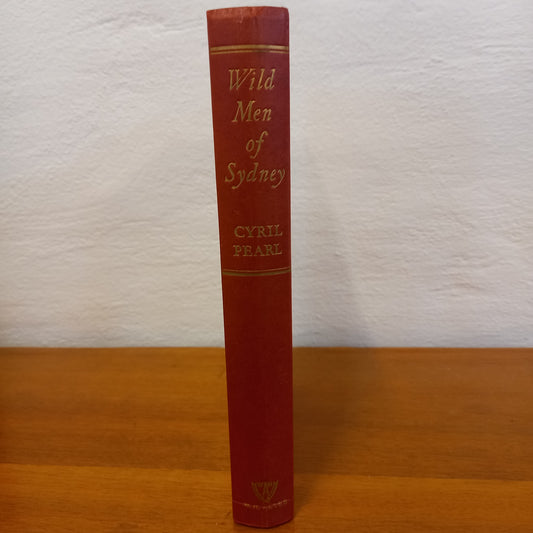 Wild
Men
of
Sydney
CYRIL
PEARL